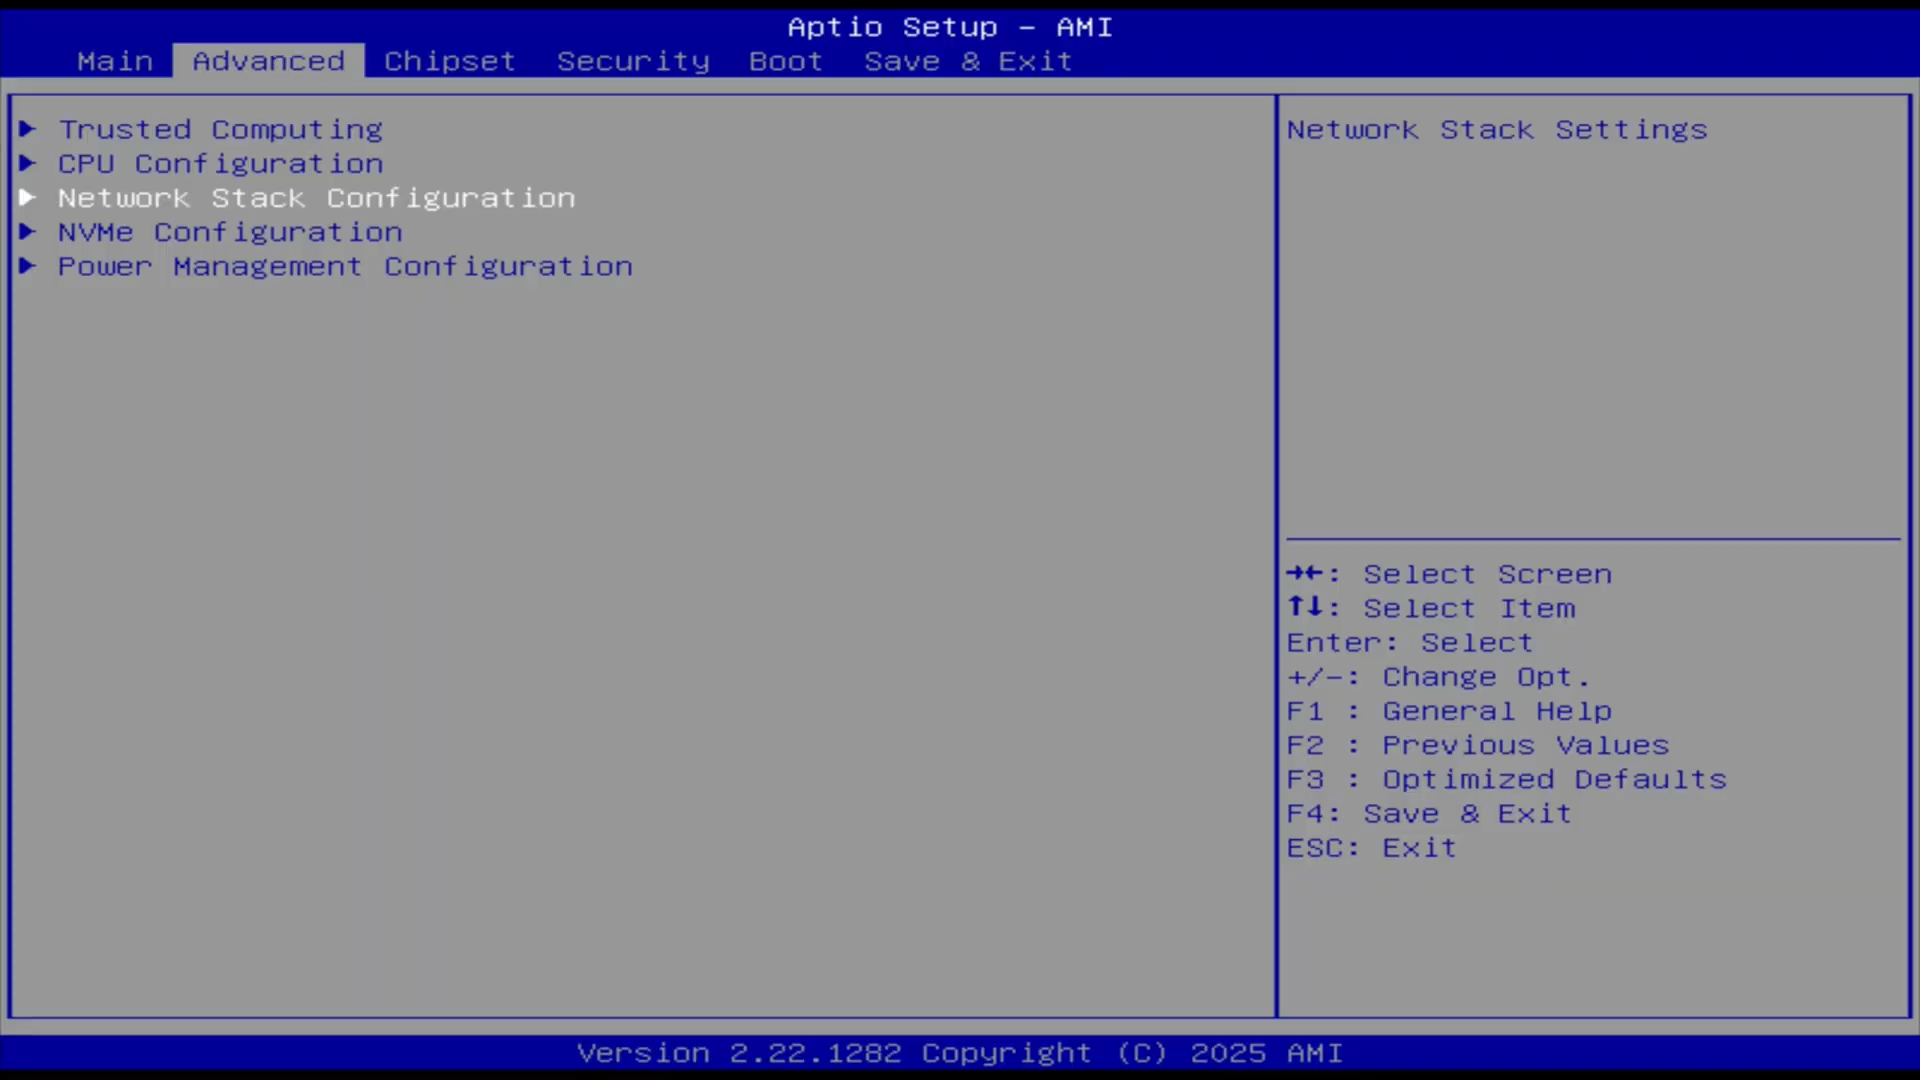 Aptio Setup – AMI
Main Advanced Chipset Security Boot Save & Exit
Trusted Computing
CPU Configuration
Network Stack Configuration
NVMe Configuration
Power Management Configuration
Network Stack Settings
→←: Select Screen
↑↓: Select Item
Enter: Select
+/-: Change Opt.
F1 : General Help
F2 : Previous Values
F3 : Optimized Defaults
F4: Save & Exit
ESC: Exit
Version 2.22.1282 Copyright (C) 2025 AMI